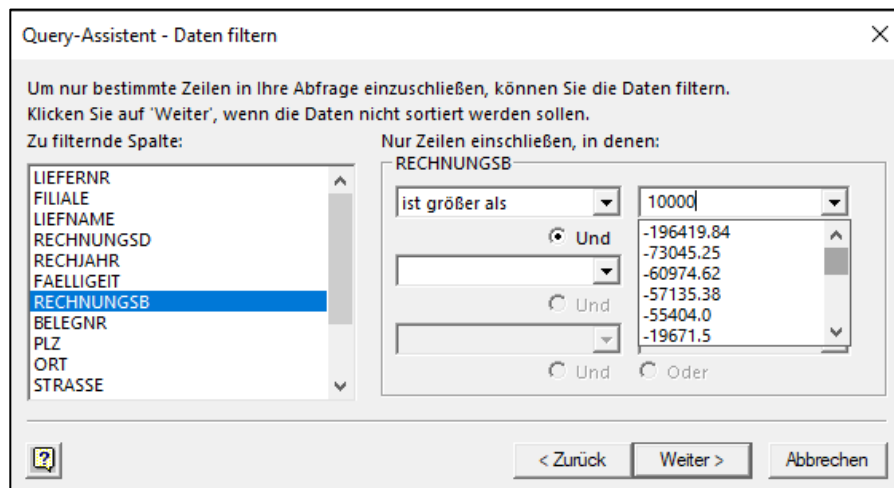 Query-Assistent - Daten filtern
Um nur bestimmte Zeilen in Ihre Abfrage einzuschließen, können Sie die Daten filtern.
Klicken Sie auf 'Weiter', wenn die Daten nicht sortiert werden sollen.
Zu filternde Spalte:
LIEFERNR
FILIALE
LIEFNAME
RECHNUNGSD
RECHJAHR
FAELLIGEIT
RECHNUNGSB
BELEGNR
PLZ
ORT
STRASSE
Nur Zeilen einschließen, in denen:
RECHNUNGSB
ist größer als 10000
Und
-196419.84
-73045.25
-60974.62
-57135.38
-55404.0
-19671.5
Und
Und Oder
< Zurück Weiter > Abbrechen